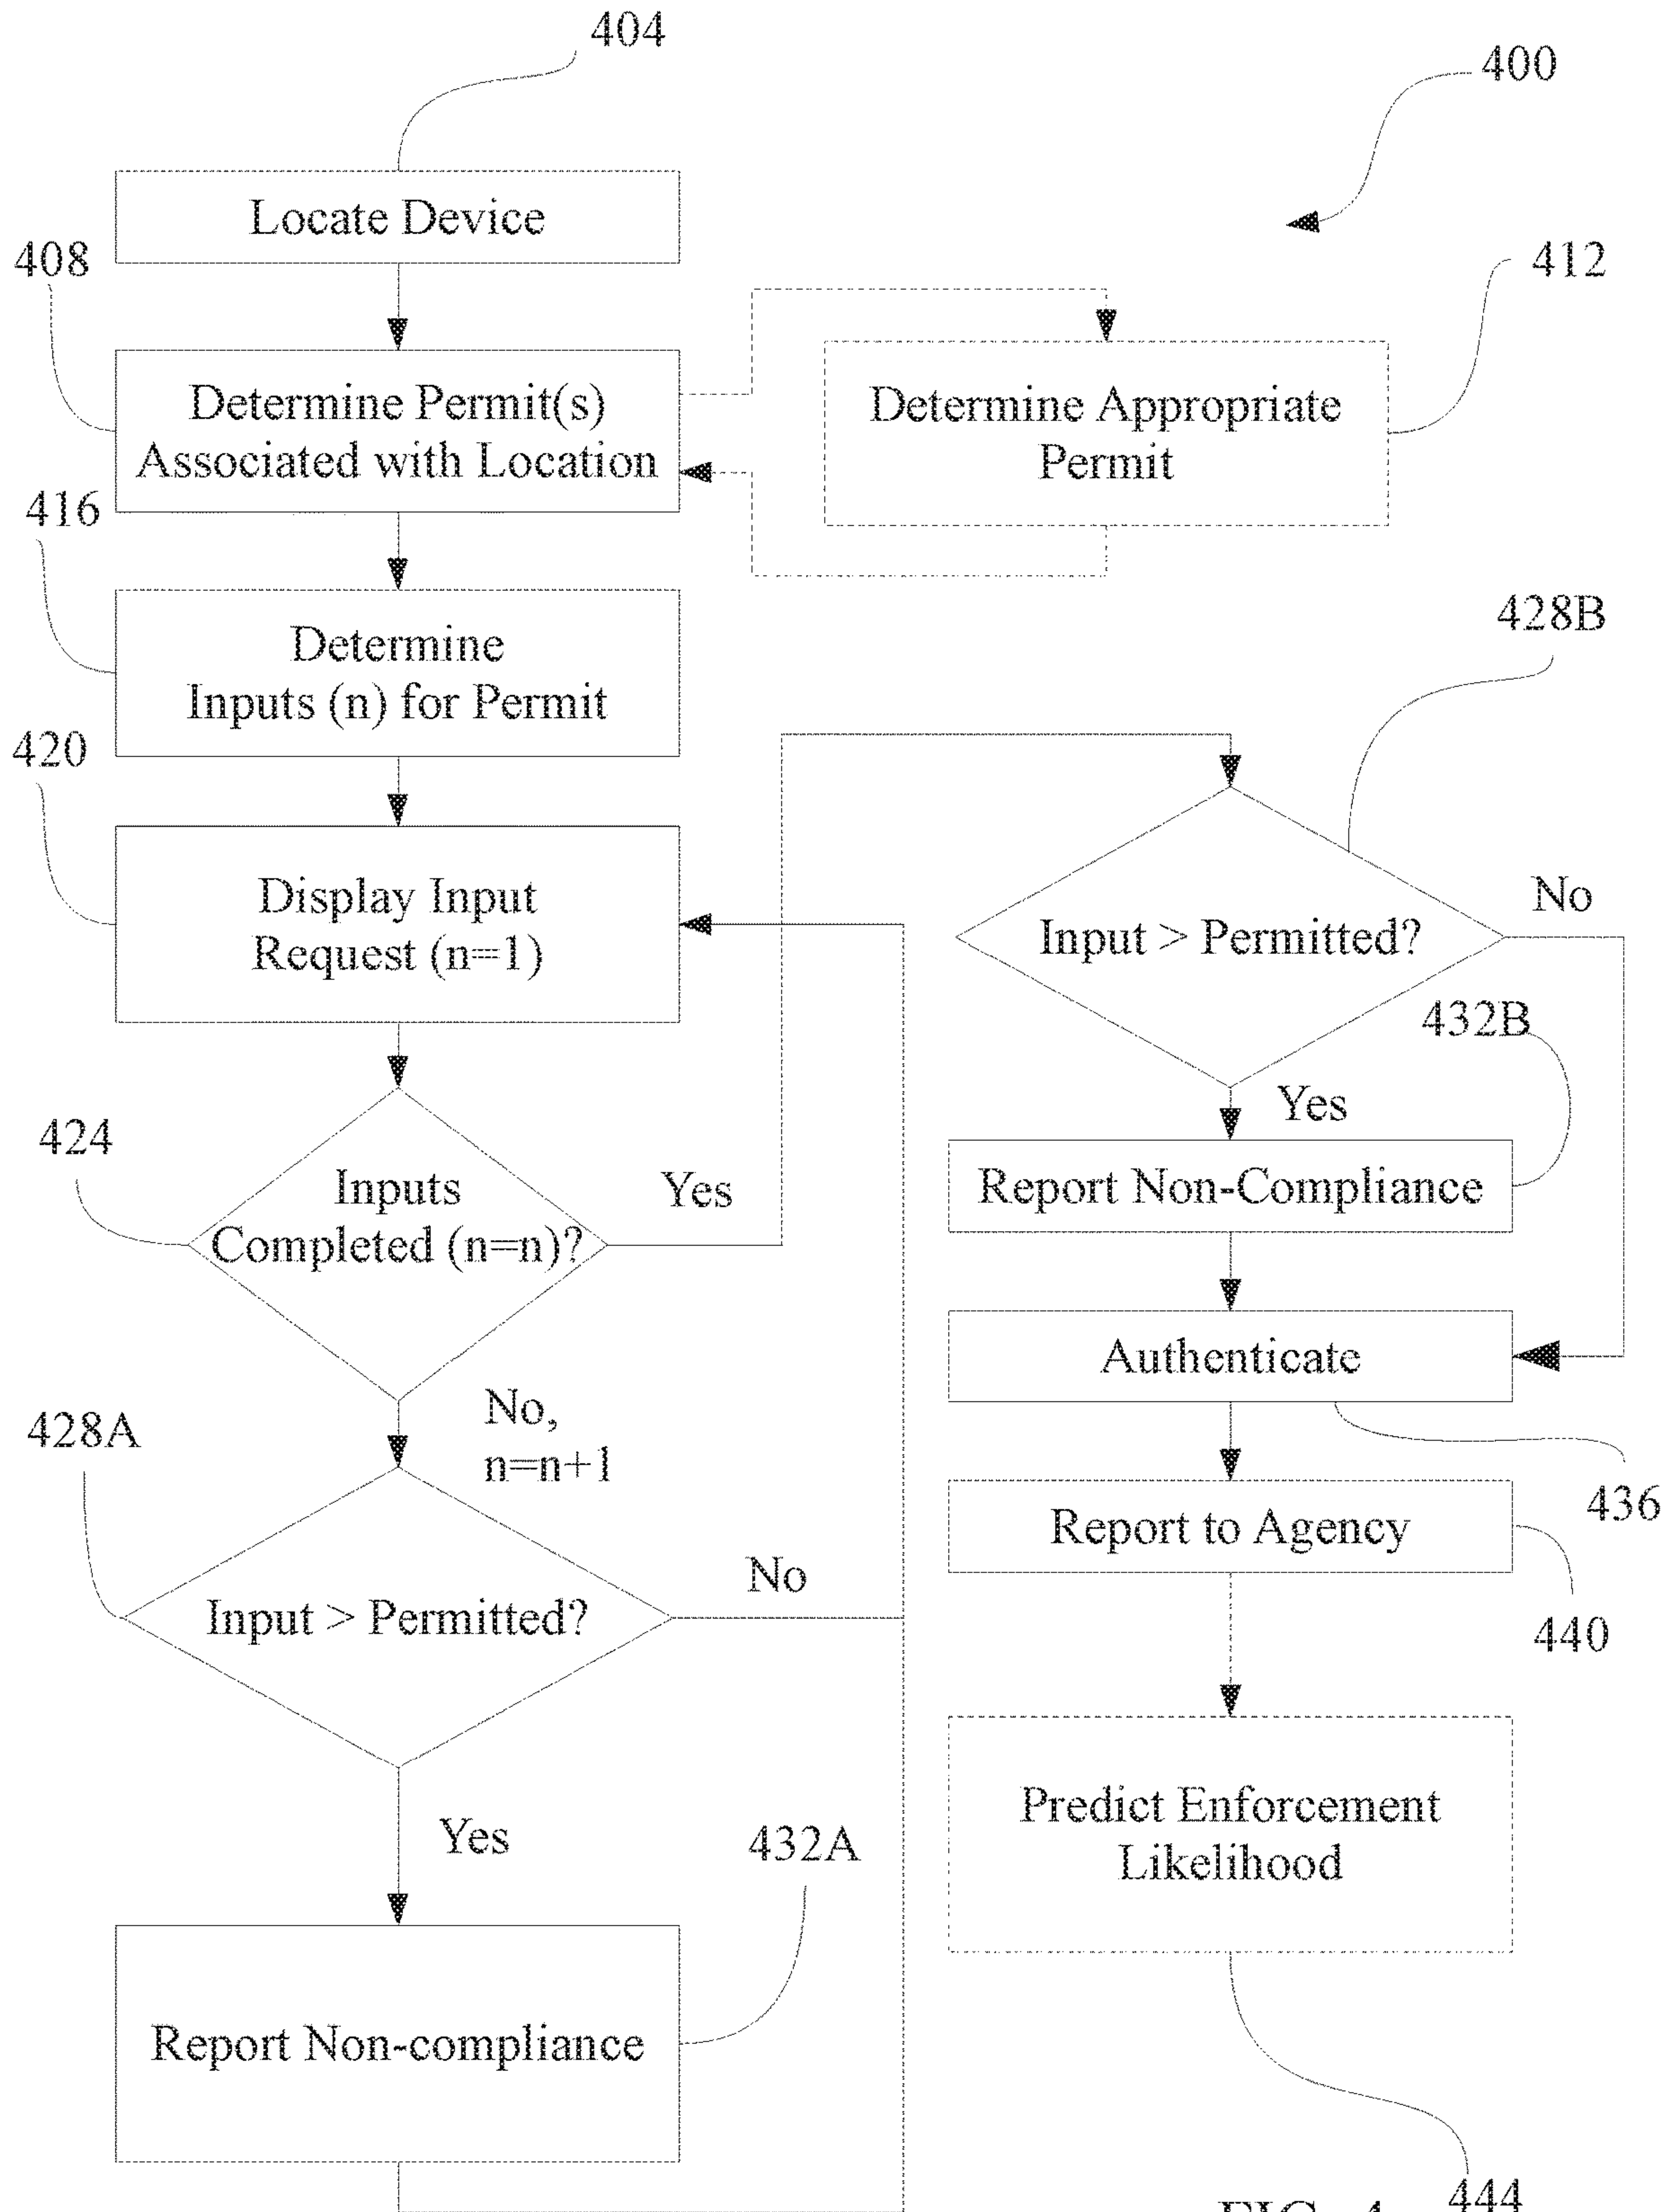 404
400
Locate Device
408
412
Determine Permit(s)
Associated with Location
Determine Appropriate
Permit
416
Determine
Inputs (n) for Permit
428B
420
Display Input
Request (n=1)
Input > Permitted?
No
432B
Yes
424
Inputs
Completed (n=n)?
Yes
Report Non-Compliance
Authenticate
No,
n=n+1
428A
436
Report to Agency
440
Input > Permitted?
No
Yes
432A
Predict Enforcement
Likelihood
Report Non-compliance
444
FIG. 4